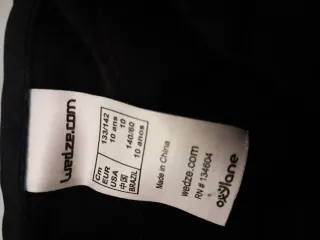 wedze.com
Cm 133/142
EUR 10 ans
USA 10
中国 140/60
BRAZIL 10 anos
Made in China
wedze.com
RN # 134604
oxylane